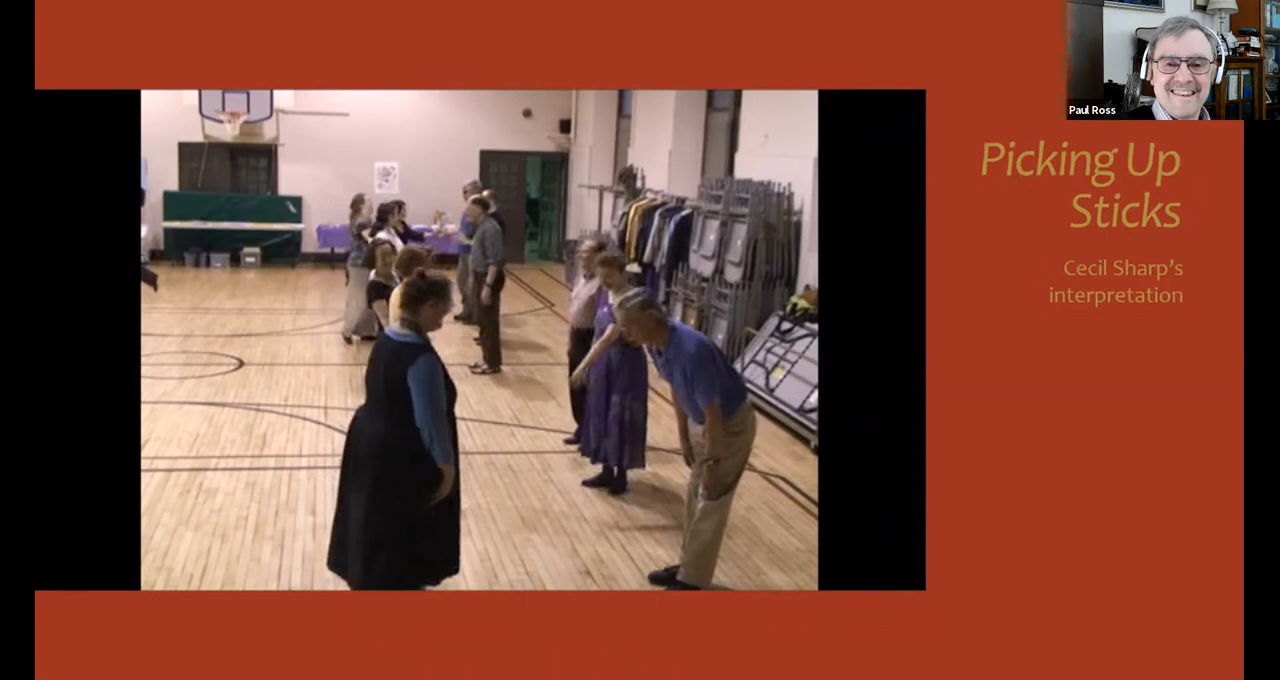 Paul Ross
Picking Up
Sticks
Cecil Sharp's
interpretation